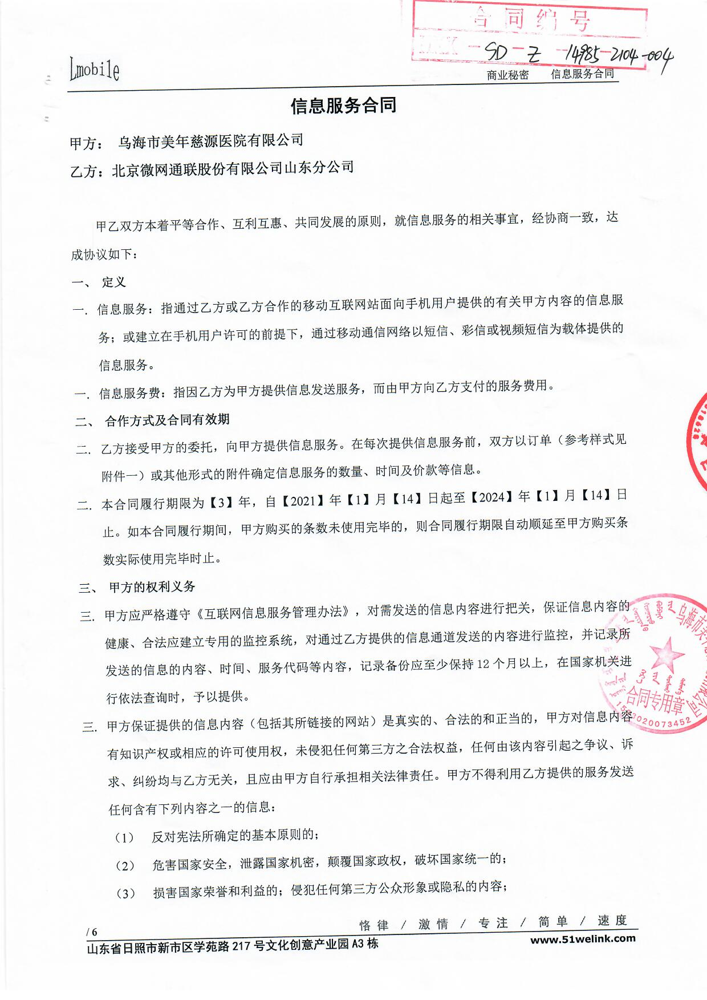 合同编号
-SD-Z-14985-2104-004
Lmobile
商业秘密 信息服务合同
信息服务合同
甲方： 乌海市美年慈源医院有限公司
乙方：北京微网通联股份有限公司山东分公司
甲乙双方本着平等合作、互利互惠、共同发展的原则，就信息服务的相关事宜，经协商一致，达
成协议如下：
一、 定义
一. 信息服务：指通过乙方或乙方合作的移动互联网站面向手机用户提供的有关甲方内容的信息服
务；或建立在手机用户许可的前提下，通过移动通信网络以短信、彩信或视频短信为载体提供的
信息服务。
一. 信息服务费：指因乙方为甲方提供信息发送服务，而由甲方向乙方支付的服务费用。
二、 合作方式及合同有效期
二. 乙方接受甲方的委托，向甲方提供信息服务。在每次提供信息服务前，双方以订单（参考样式见
附件一）或其他形式的附件确定信息服务的数量、时间及价款等信息。
二. 本合同履行期限为【3】年，自【2021】年【1】月【14】日起至【2024】年【1】月【14】日
止。如本合同履行期间，甲方购买的条数未使用完毕的，则合同履行期限自动顺延至甲方购买条
数实际使用完毕时止。
三、 甲方的权利义务
三. 甲方应严格遵守《互联网信息服务管理办法》，对需发送的信息内容进行把关，保证信息内容的
健康、合法应建立专用的监控系统，对通过乙方提供的信息通道发送的内容进行监控，并记录所
发送的信息的内容、时间、服务代码等内容，记录备份应至少保持 12 个月以上，在国家机关进
行依法查询时，予以提供。
三. 甲方保证提供的信息内容（包括其所链接的网站）是真实的、合法的和正当的，甲方对信息内容
有知识产权或相应的许可使用权，未侵犯任何第三方之合法权益，任何由该内容引起之争议、诉
求、纠纷均与乙方无关，且应由甲方自行承担相关法律责任。甲方不得利用乙方提供的服务发送
任何含有下列内容之一的信息：
（1） 反对宪法所确定的基本原则的；
（2） 危害国家安全，泄露国家机密，颠覆国家政权，破坏国家统一的；
（3） 损害国家荣誉和利益的；侵犯任何第三方公众形象或隐私的内容；
合同专用章
恪律 / 激情 / 专注 / 简单 / 速度
/ 6
山东省日照市新市区学苑路 217 号文化创意产业园 A3 栋
www.51welink.com